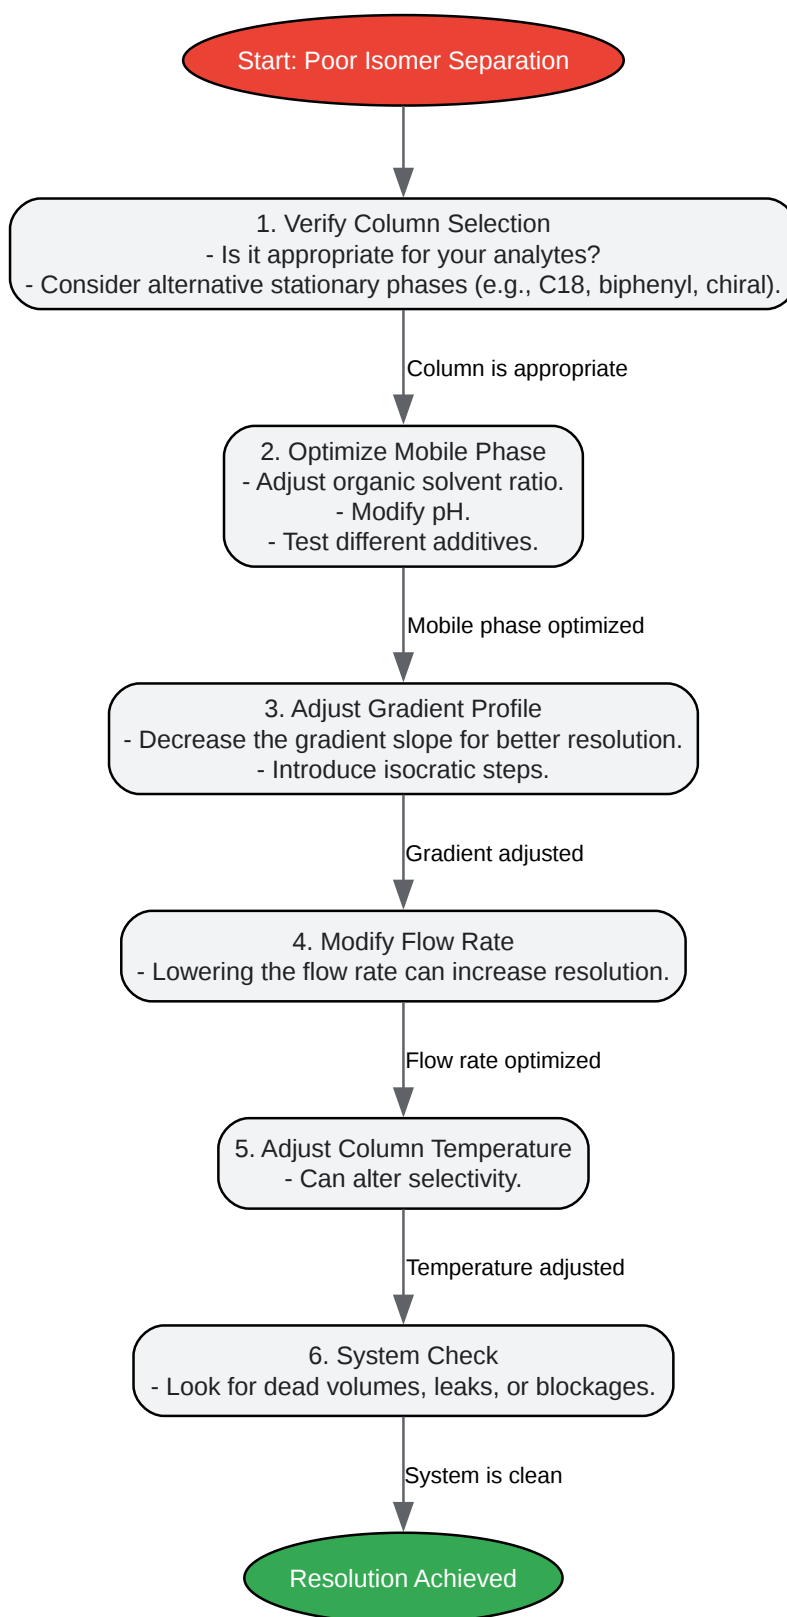 Start: Poor Isomer Separation
1. Verify Column Selection
- Is it appropriate for your analytes?
- Consider alternative stationary phases (e.g., C18, biphenyl, chiral).
Column is appropriate
2. Optimize Mobile Phase
- Adjust organic solvent ratio.
- Modify pH.
- Test different additives.
Mobile phase optimized
3. Adjust Gradient Profile
- Decrease the gradient slope for better resolution.
- Introduce isocratic steps.
Gradient adjusted
4. Modify Flow Rate
- Lowering the flow rate can increase resolution.
Flow rate optimized
5. Adjust Column Temperature
- Can alter selectivity.
Temperature adjusted
6. System Check
- Look for dead volumes, leaks, or blockages.
System is clean
Resolution Achieved